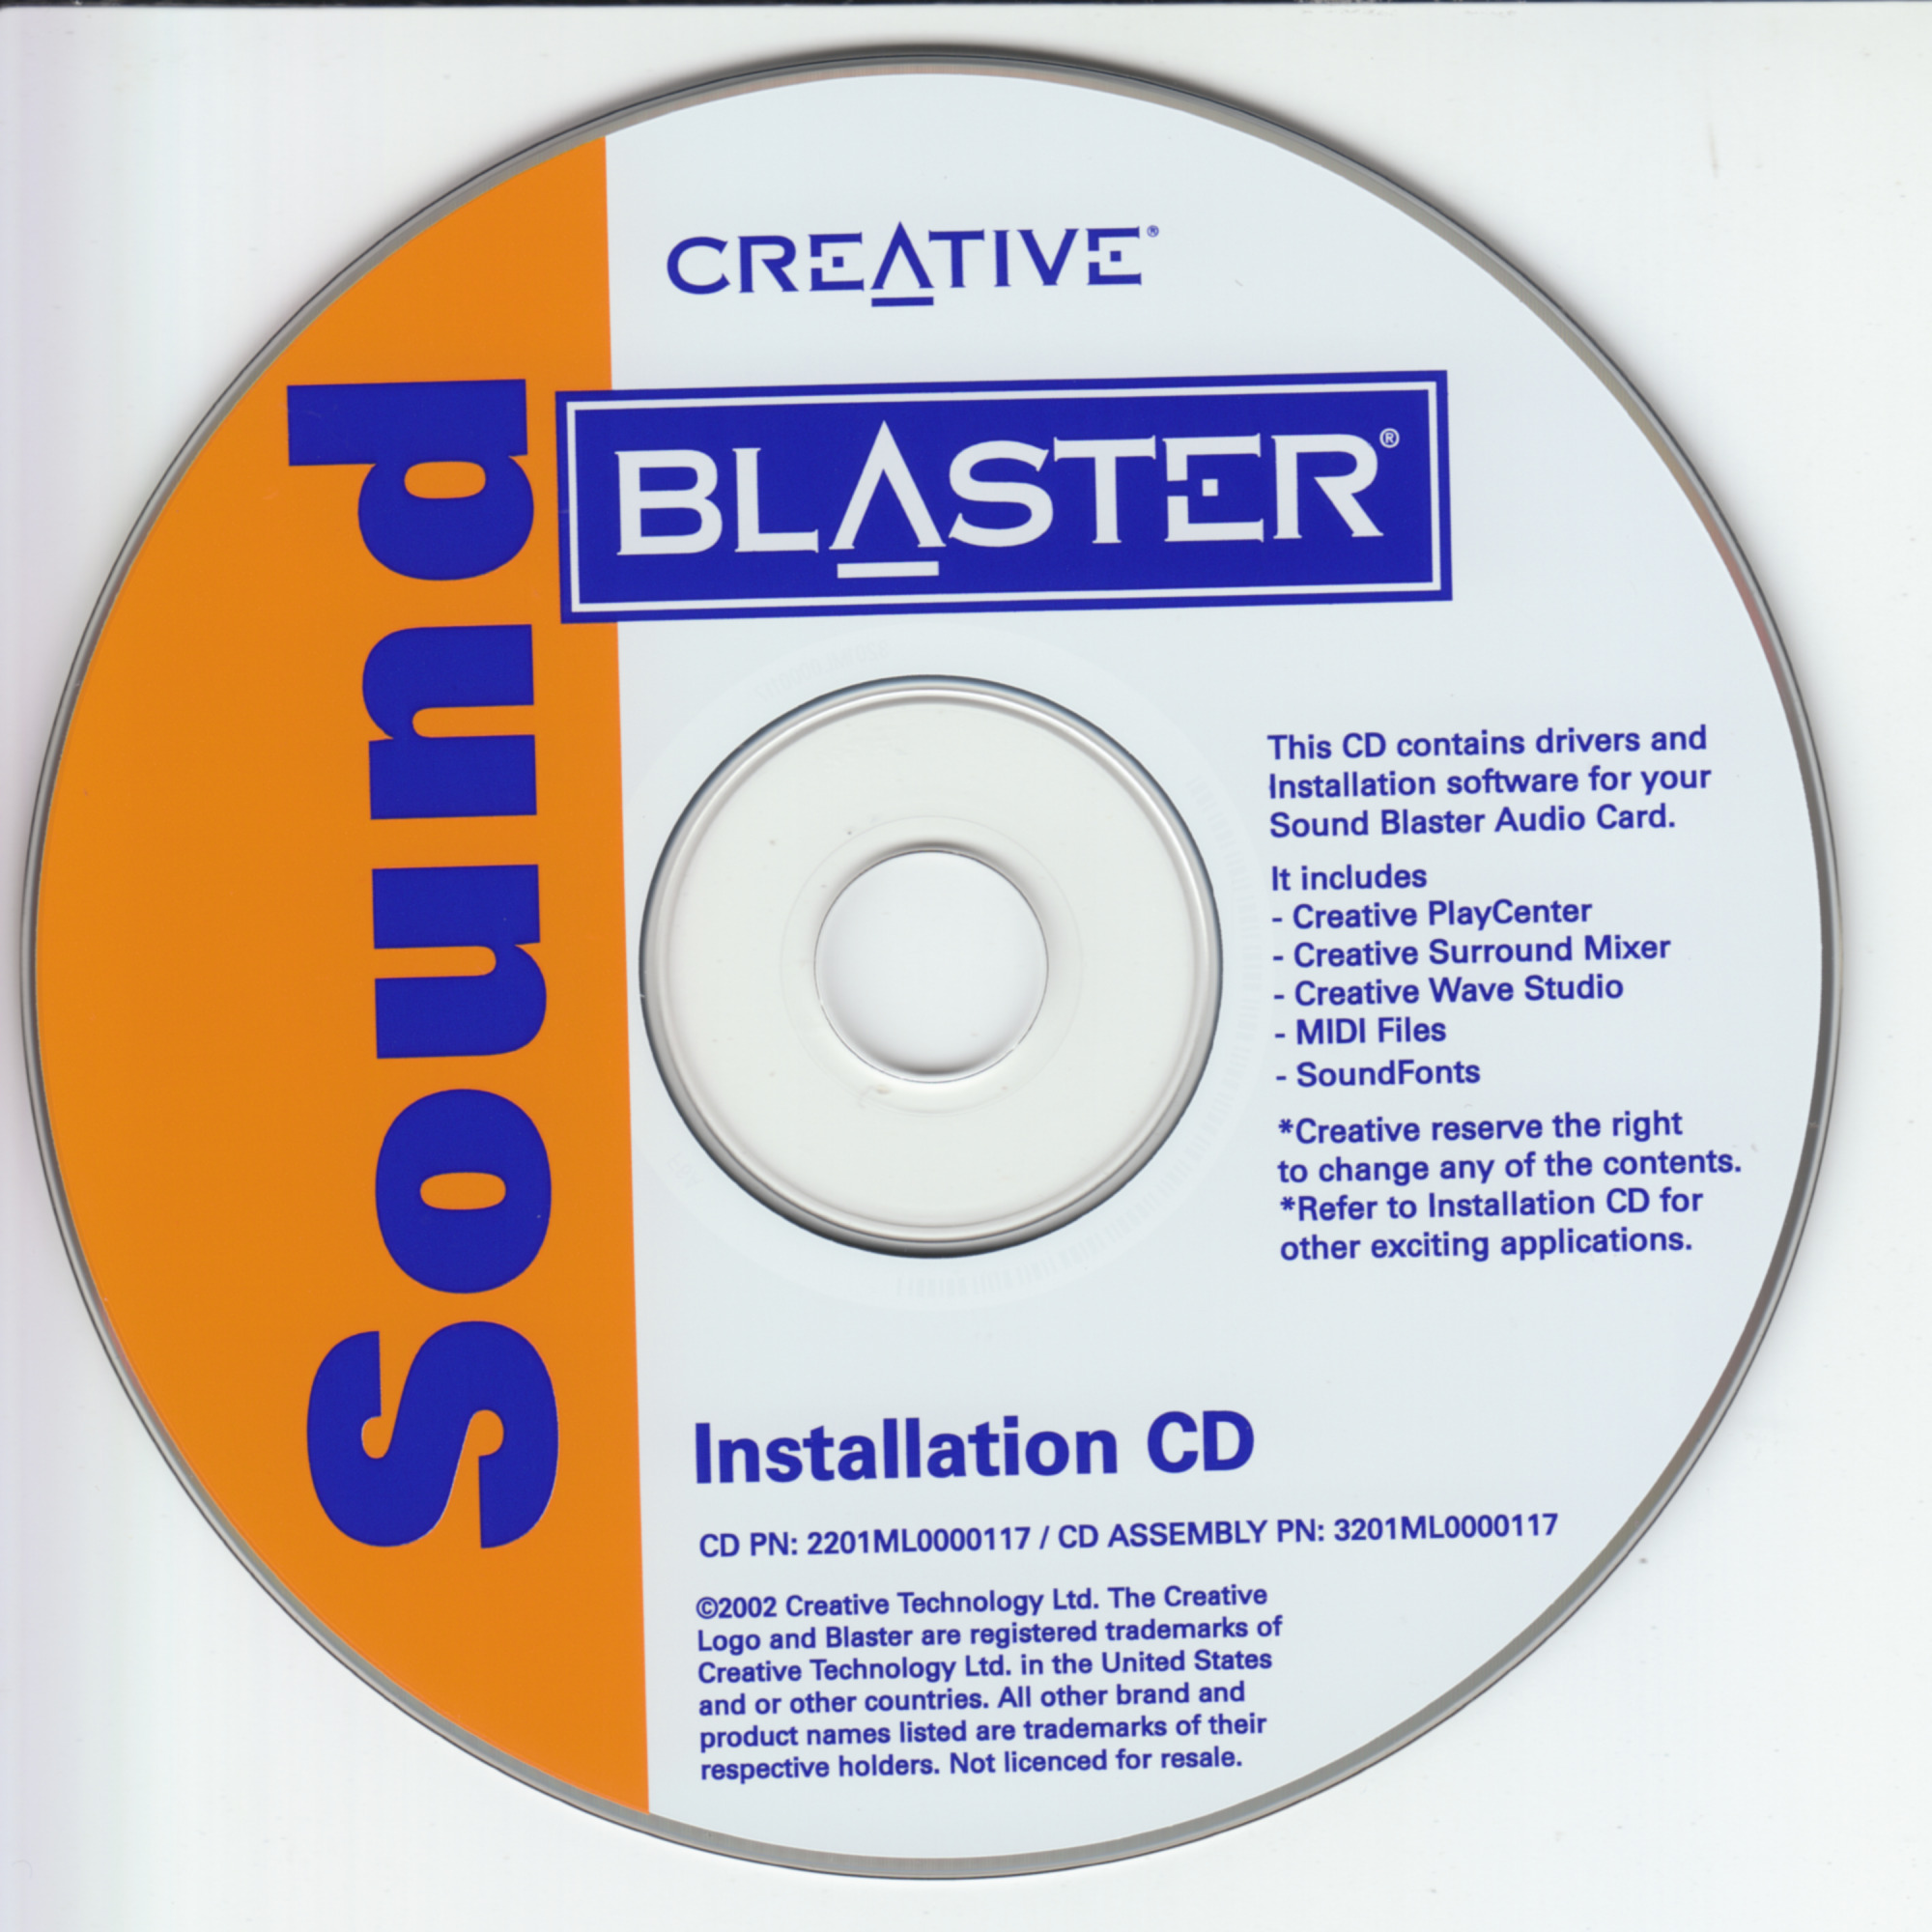 CREATIVE®
Sound
BLASTER®
This CD contains drivers and
Installation software for your
Sound Blaster Audio Card.
It includes
- Creative PlayCenter
- Creative Surround Mixer
- Creative Wave Studio
- MIDI Files
- SoundFonts
*Creative reserve the right
to change any of the contents.
*Refer to Installation CD for
other exciting applications.
Installation CD
CD PN: 2201ML0000117 / CD ASSEMBLY PN: 3201ML0000117
©2002 Creative Technology Ltd. The Creative
Logo and Blaster are registered trademarks of
Creative Technology Ltd. in the United States
and or other countries. All other brand and
product names listed are trademarks of their
respective holders. Not licenced for resale.